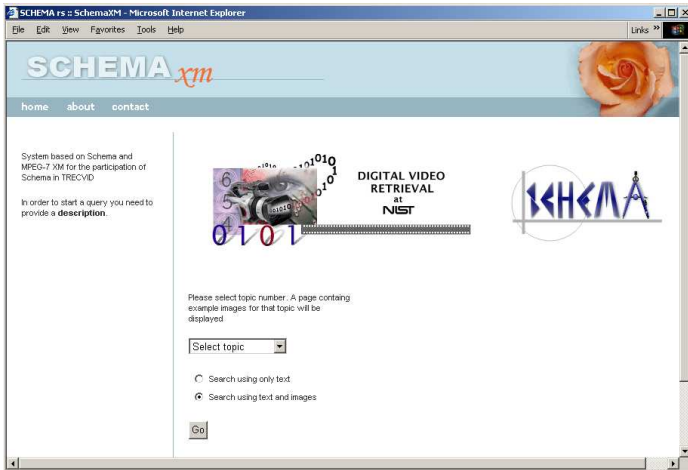 SCHEMA rs :: SchemaXM - Microsoft Internet Explorer
File Edit View Favorites Tools Help
Links »
SCHEMA xm
home about contact
System based on Schema and
MPEG-7 XM for the participation of
Schema in TRECVID
In order to start a query you need to
provide a description.
DIGITAL VIDEO
RETRIEVAL
at
NIST
0101
SCHEMA
Please select topic number. A page containg
example images for that topic will be
displayed
Select topic
Search using only text
Search using text and images
Go